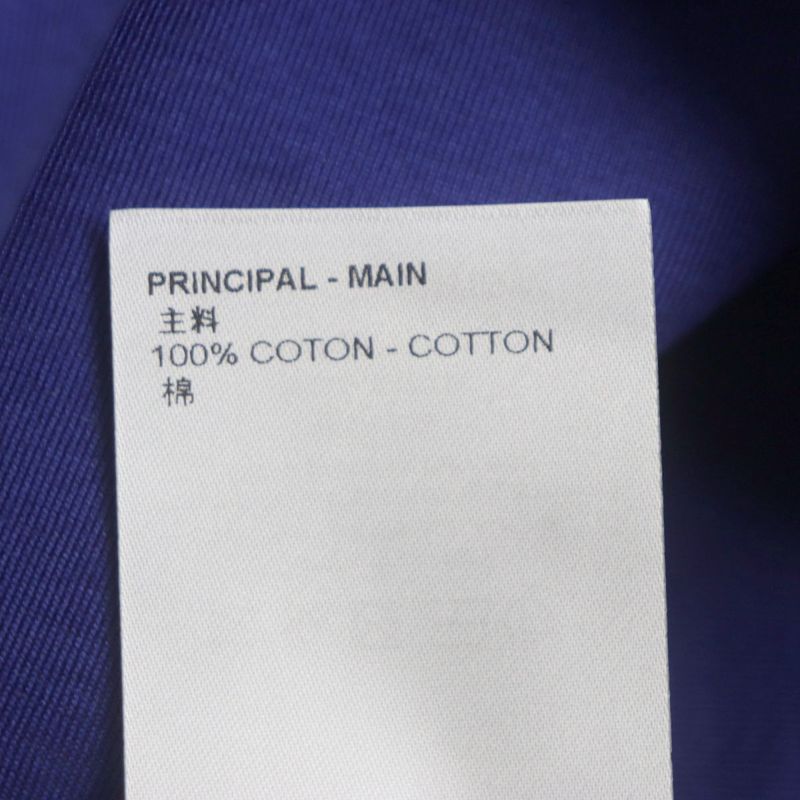 PRINCIPAL - MAIN
主料
100% COTON - COTTON
棉